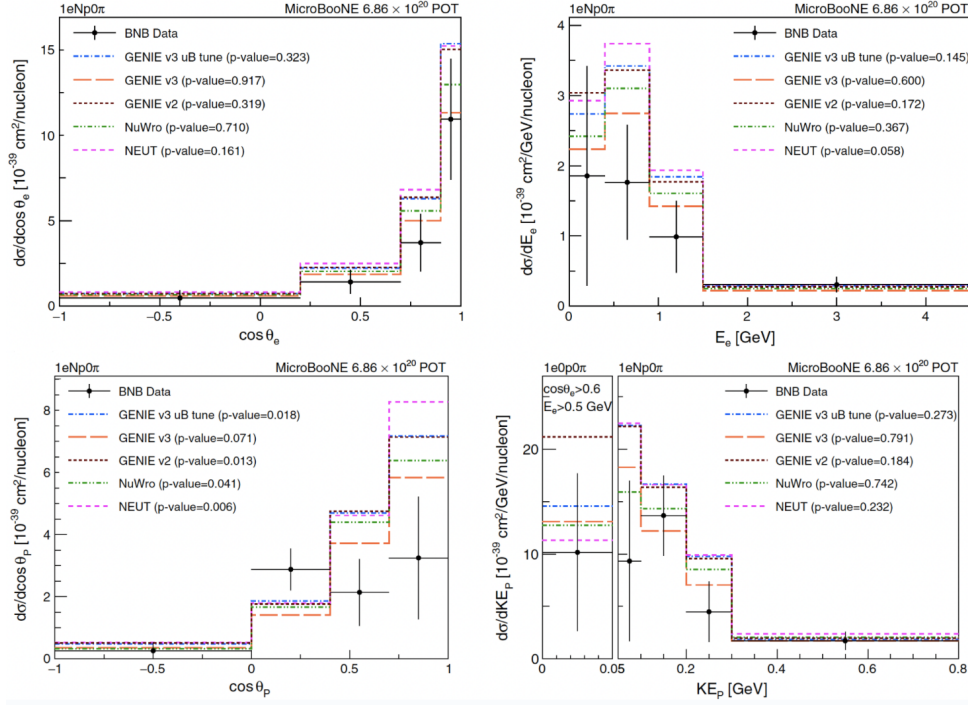 1eNp0π MicroBooNE 6.86 × 10²⁰ POT
BNB Data
GENIE v3 uB tune (p-value=0.323)
GENIE v3 (p-value=0.917)
GENIE v2 (p-value=0.319)
NuWro (p-value=0.710)
NEUT (p-value=0.161)
dσ/dcos θₑ [10⁻³⁹ cm²/nucleon]
15
10
5
0
−1 −0.5 0 0.5 1
cos θₑ
1eNp0π MicroBooNE 6.86 × 10²⁰ POT
BNB Data
GENIE v3 uB tune (p-value=0.145)
GENIE v3 (p-value=0.600)
GENIE v2 (p-value=0.172)
NuWro (p-value=0.367)
NEUT (p-value=0.058)
dσ/dEₑ [10⁻³⁹ cm²/GeV/nucleon]
4
3
2
1
0
0 1 2 3 4
Eₑ [GeV]
1eNp0π MicroBooNE 6.86 × 10²⁰ POT
BNB Data
GENIE v3 uB tune (p-value=0.018)
GENIE v3 (p-value=0.071)
GENIE v2 (p-value=0.013)
NuWro (p-value=0.041)
NEUT (p-value=0.006)
dσ/dcos θ_P [10⁻³⁹ cm²/nucleon]
8
6
4
2
0
−1 −0.5 0 0.5 1
cos θ_P
1e0p0π 1eNp0π MicroBooNE 6.86 × 10²⁰ POT
cosθₑ>0.6
Eₑ>0.5 GeV
BNB Data
GENIE v3 uB tune (p-value=0.273)
GENIE v3 (p-value=0.791)
GENIE v2 (p-value=0.184)
NuWro (p-value=0.742)
NEUT (p-value=0.232)
dσ/dKE_P [10⁻³⁹ cm²/GeV/nucleon]
20
10
0
0 0.05 0.2 0.4 0.6 0.8
KE_P [GeV]